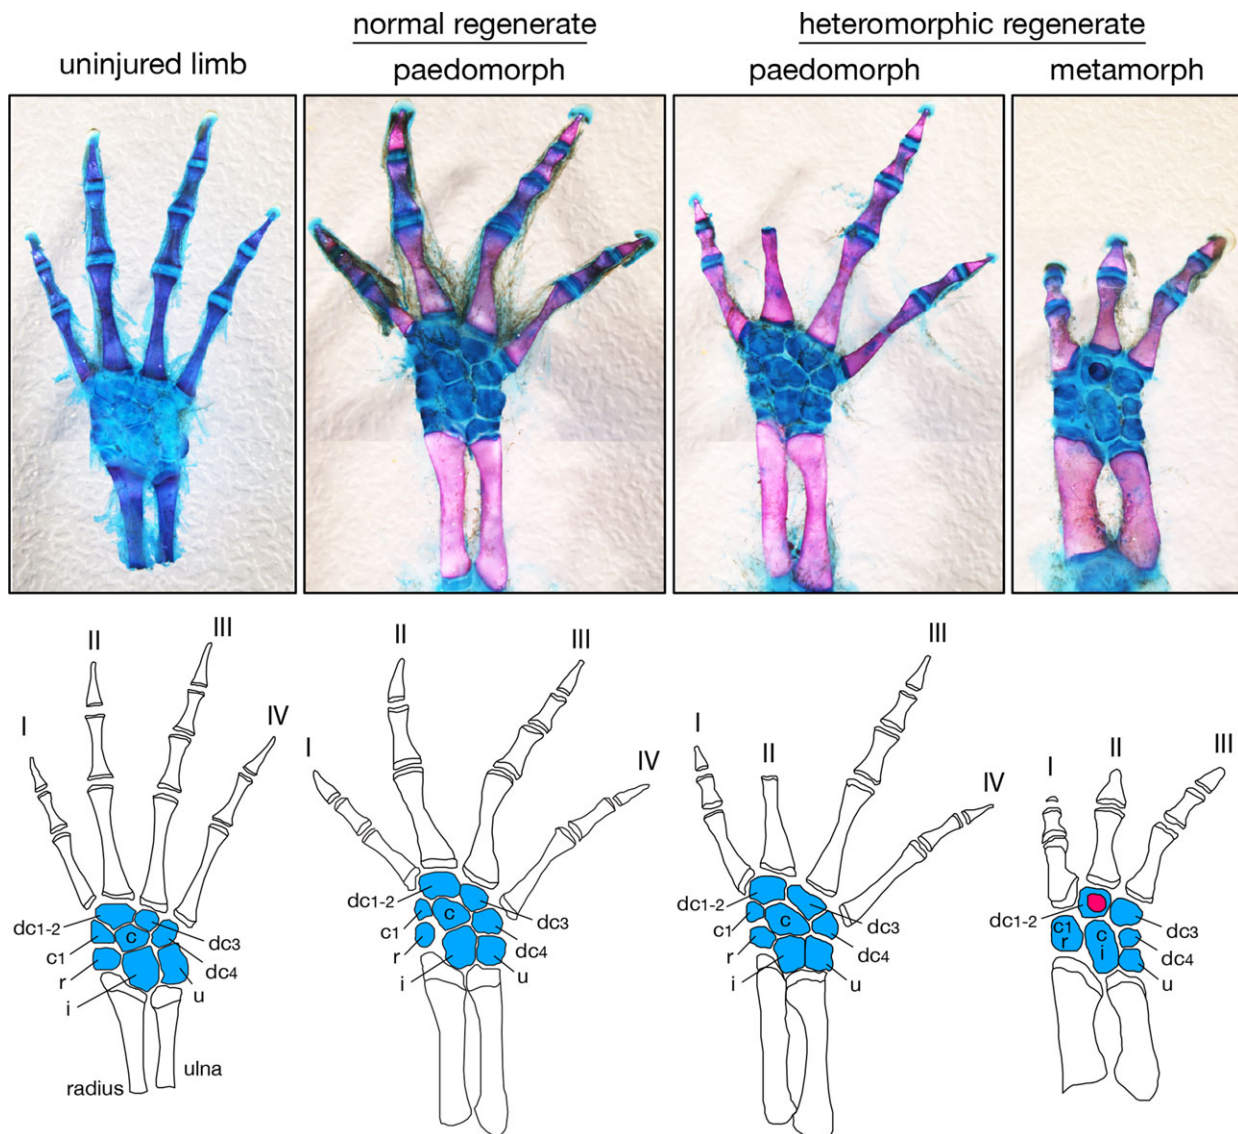 normal regenerate
heteromorphic regenerate
uninjured limb
paedomorph
paedomorph
metamorph
I
II
III
IV
dc1-2
c1
r
i
c
dc3
dc4
u
radius
ulna
I
II
III
IV
dc1-2
c1
r
i
c
dc3
dc4
u
I
II
III
IV
dc1-2
c1
r
i
c
dc3
dc4
u
I
II
III
dc1-2
c1
r
c
i
dc3
dc4
u